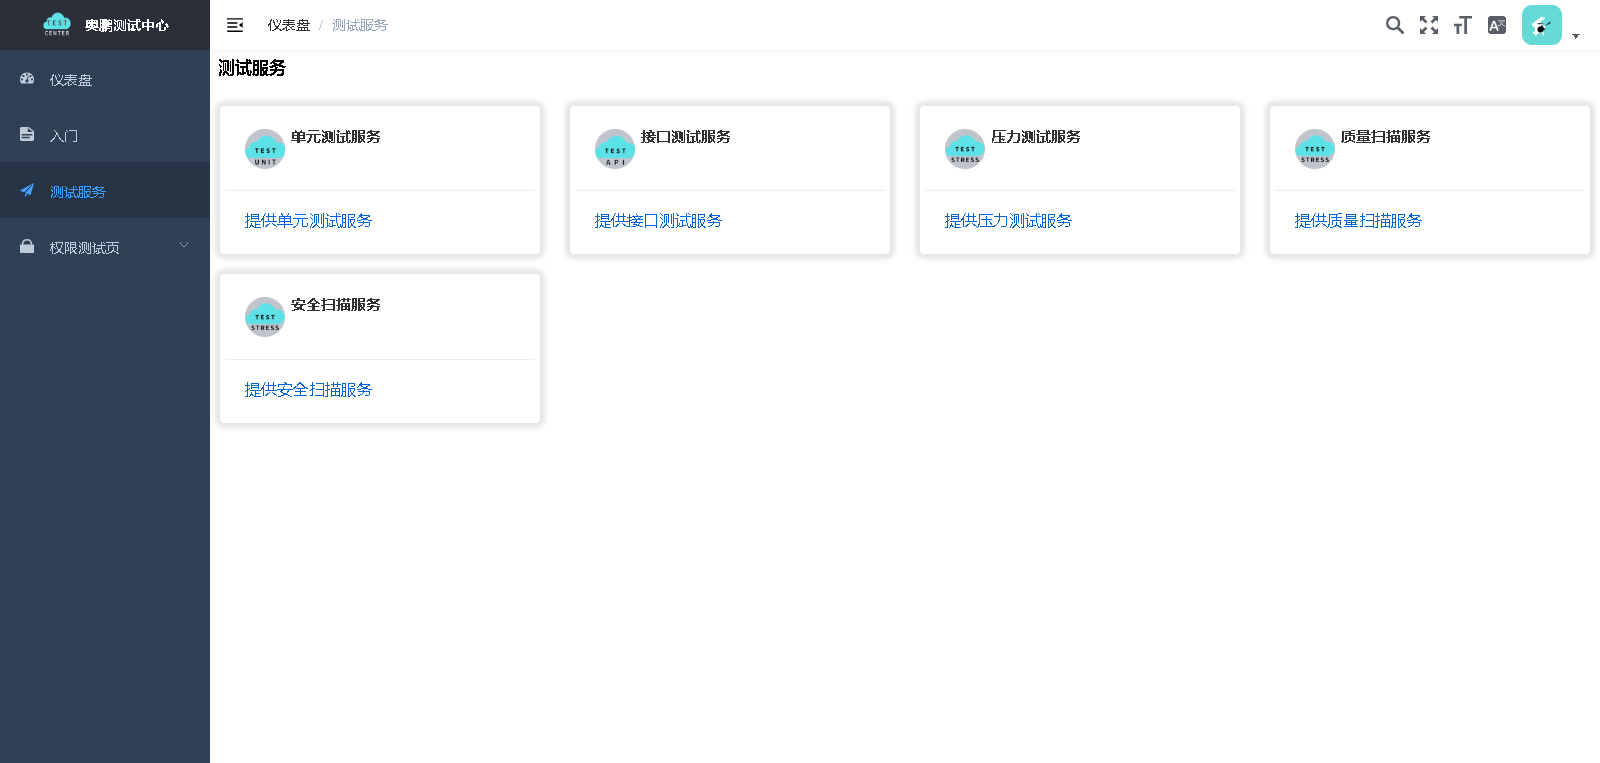 TEST
CENTER
奥鹏测试中心
仪表盘 / 测试服务
仪表盘
入门
测试服务
权限测试页
测试服务
TEST
UNIT
单元测试服务
提供单元测试服务
TEST
API
接口测试服务
提供接口测试服务
TEST
STRESS
压力测试服务
提供压力测试服务
TEST
STRESS
质量扫描服务
提供质量扫描服务
TEST
STRESS
安全扫描服务
提供安全扫描服务